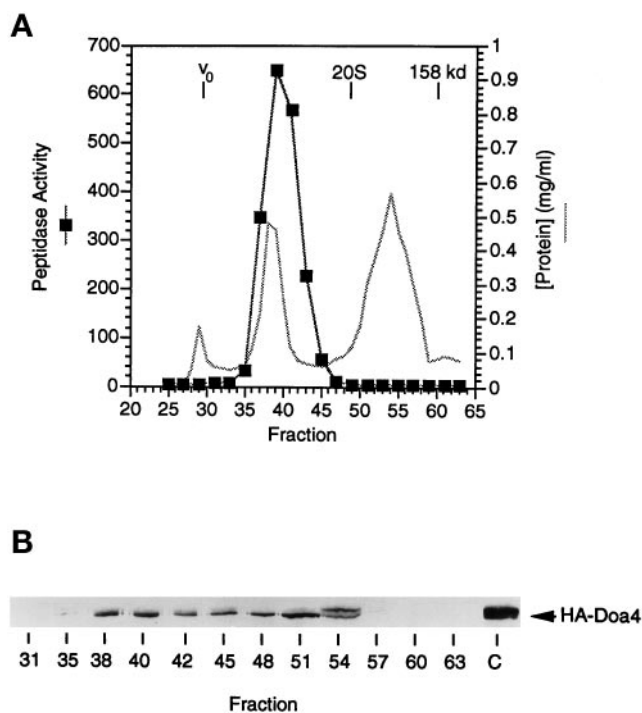 A
700
600
500
400
300
200
100
0
Peptidase Activity
V0
20S
158 kd
1
0.9
0.8
0.7
0.6
0.5
0.4
0.3
0.2
0.1
0
[Protein] (mg/ml)
20 25 30 35 40 45 50 55 60 65
Fraction
B
HA-Doa4
31 35 38 40 42 45 48 51 54 57 60 63 C
Fraction